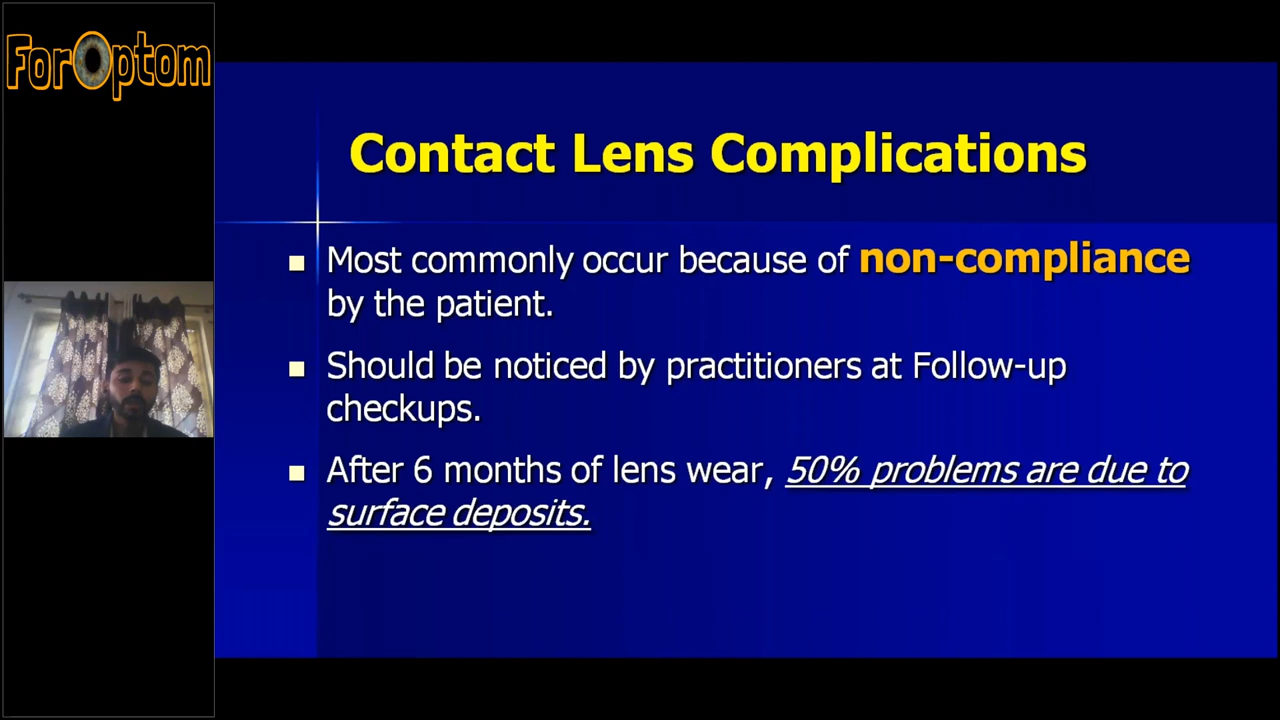 ForOptom
Contact Lens Complications
Most commonly occur because of non-compliance
by the patient.
Should be noticed by practitioners at Follow-up
checkups.
After 6 months of lens wear, 50% problems are due to
surface deposits.